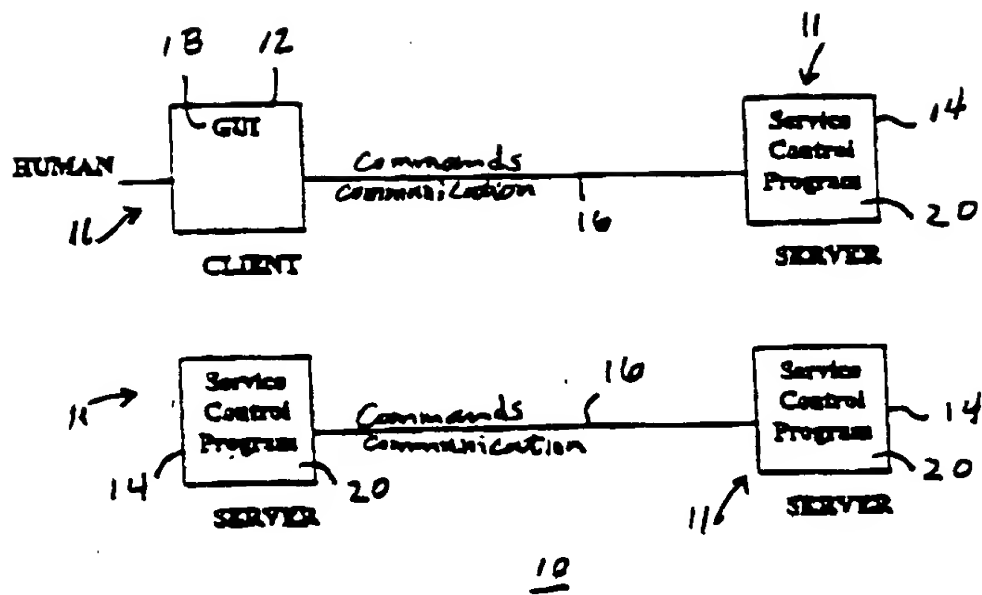 18 12 11
GUI
Service
Control
Program
14
HUMAN
Commands
Communication
16
20
11
CLIENT
SERVER
11
Service
Control
Program
14
20
SERVER
Commands
Communication
16
Service
Control
Program
14
20
11
SERVER
10